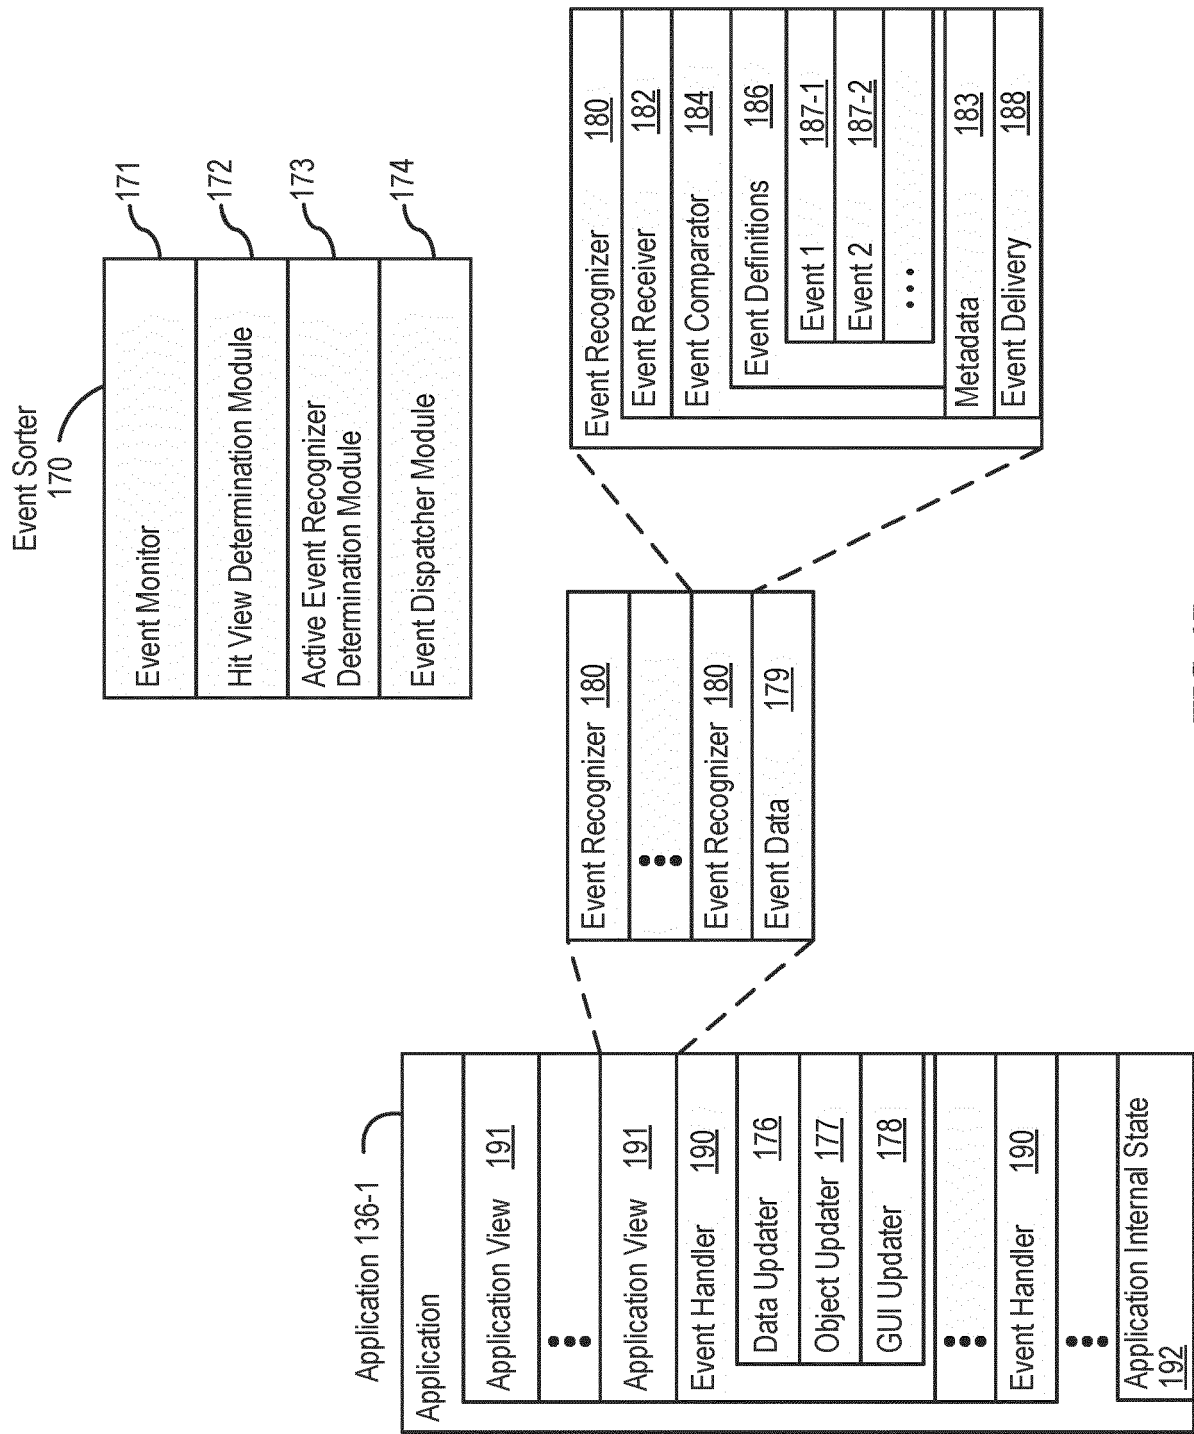 Event Sorter
170
Event Monitor
171
Hit View Determination Module
172
Active Event Recognizer
Determination Module
173
Event Dispatcher Module
174
Application 136-1
Application
Application View 191
Application View 191
Event Handler 190
Data Updater 176
Object Updater 177
GUI Updater 178
Event Handler 190
Application Internal State
192
Event Recognizer 180
Event Recognizer 180
Event Data 179
Event Recognizer 180
Event Receiver 182
Event Comparator 184
Event Definitions 186
Event 1 187-1
Event 2 187-2
Metadata 183
Event Delivery 188